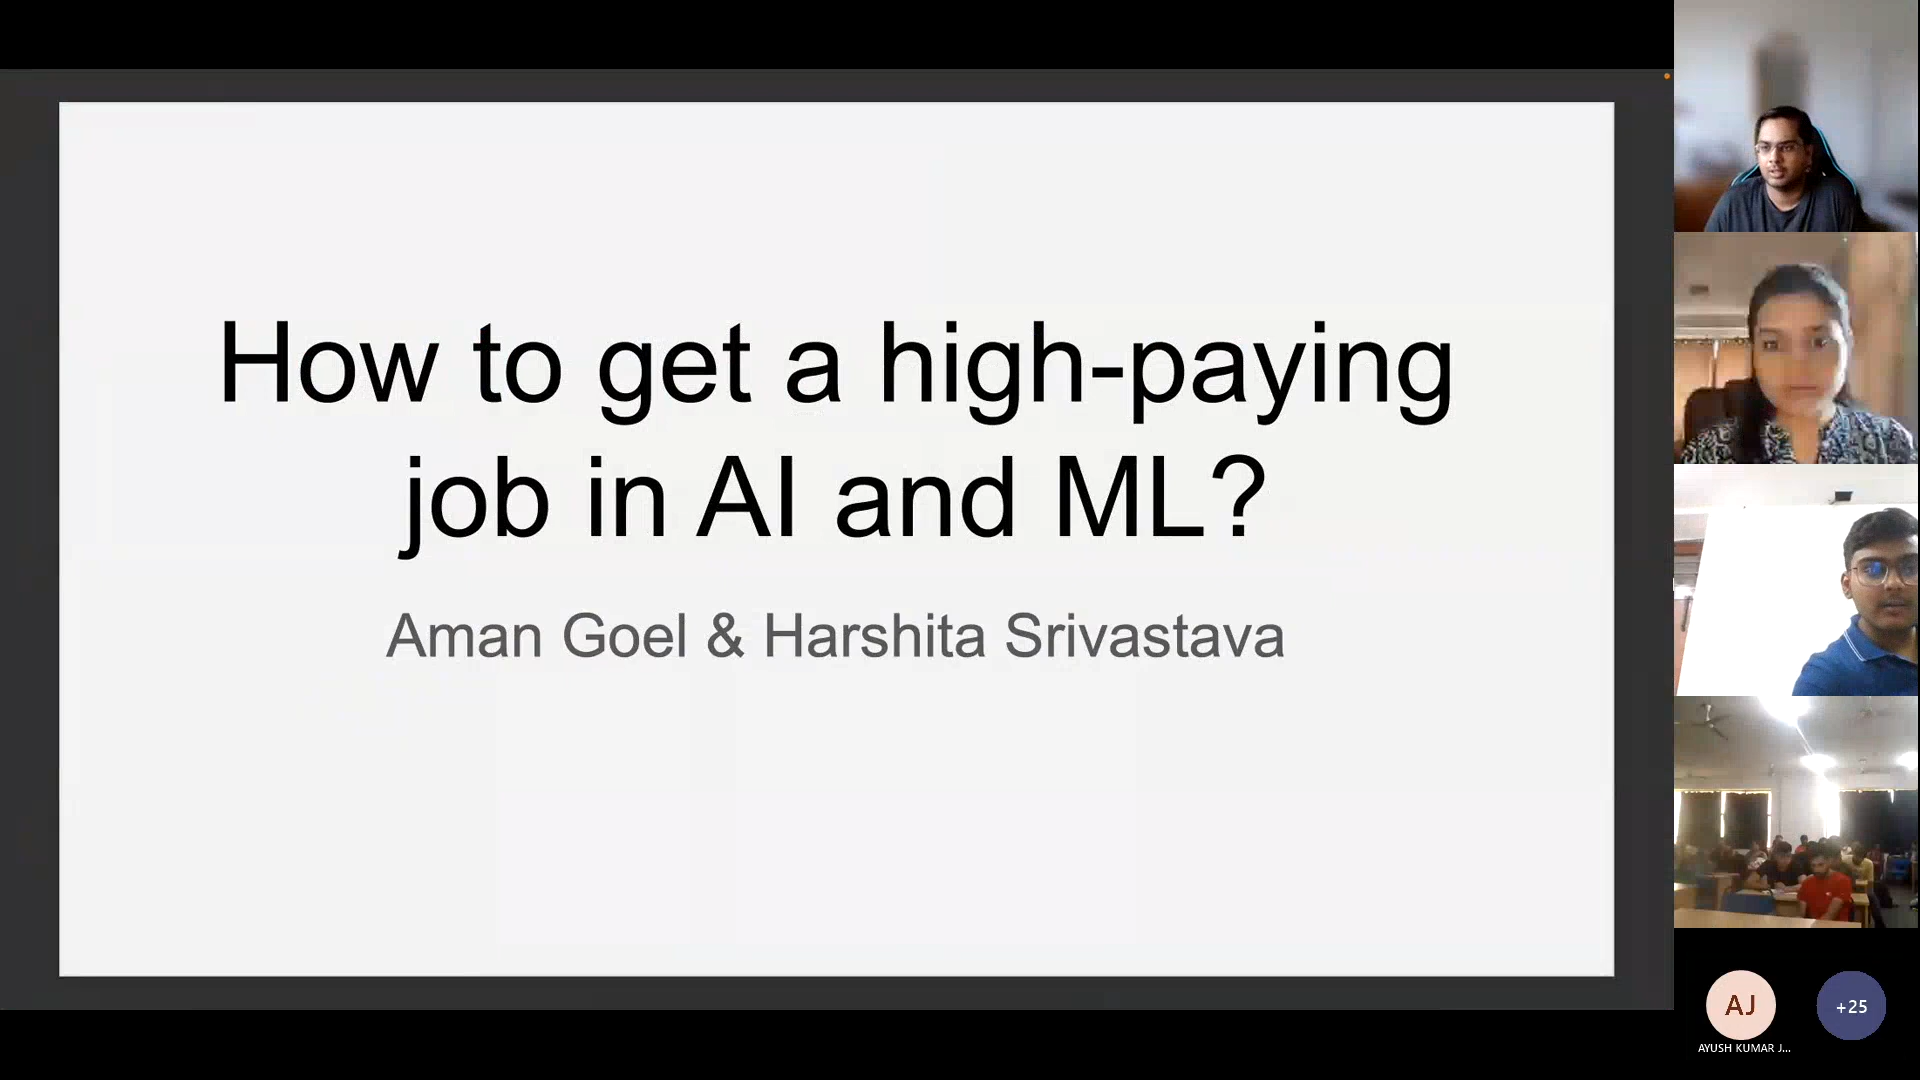 How to get a high-paying
job in AI and ML?
Aman Goel & Harshita Srivastava
AJ
+25
AYUSH KUMAR J...